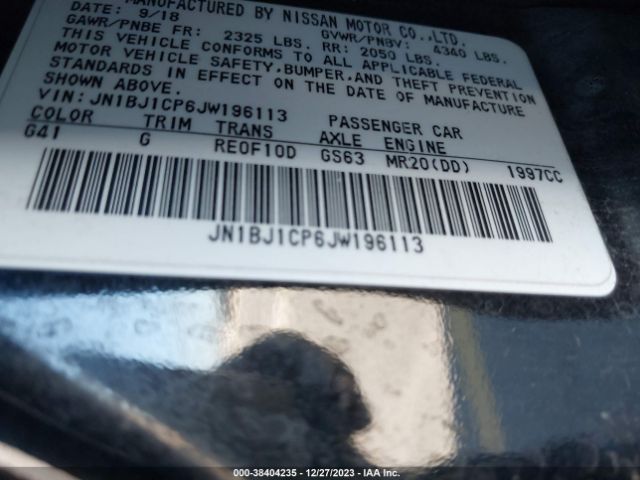 MANUFACTURED BY NISSAN MOTOR CO.,LTD.
DATE: 9/18 GVWR/PNBV: 4340 LBS.
GAWR/PNBE FR: 2325 LBS. RR: 2050 LBS.
THIS VEHICLE CONFORMS TO ALL APPLICABLE FEDERAL
MOTOR VEHICLE SAFETY, BUMPER, AND THEFT PREVENTION
STANDARDS IN EFFECT ON THE DATE OF MANUFACTURE
VIN: JN1BJ1CP6JW196113 PASSENGER CAR
COLOR TRIM TRANS AXLE ENGINE
G41 G RE0F10D GS63 MR20(DD) 1997CC
JN1BJ1CP6JW196113
000-38404235 - 12/27/2023 - IAA Inc.